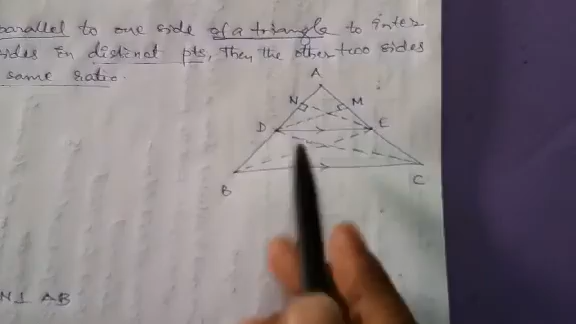 parallel to one side of a triangle to inter
sides in distinct pts, then the other two sides
same ratio.
A
N
M
D
E
B
C
N⊥ AB